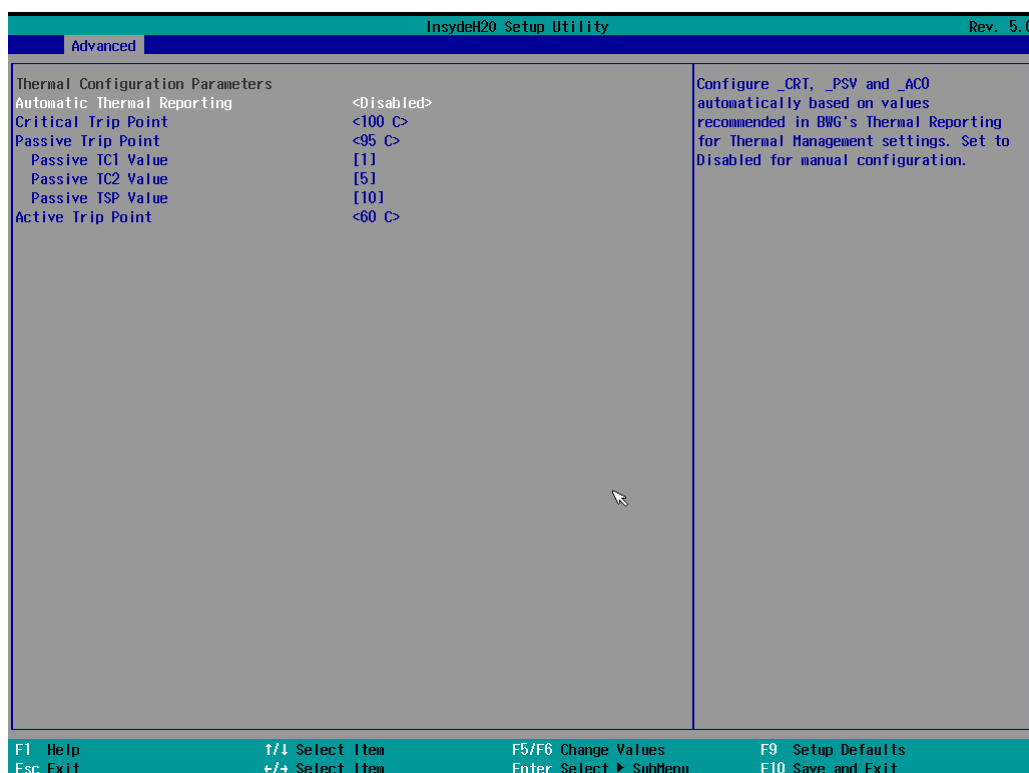 InsydeH20 Setup Utility Rev. 5.0
Advanced
Thermal Configuration Parameters
Automatic Thermal Reporting <Disabled>
Critical Trip Point <100 C>
Passive Trip Point <95 C>
Passive TC1 Value [1]
Passive TC2 Value [5]
Passive TSP Value [10]
Active Trip Point <60 C>
Configure _CRT, _PSV and _AC0
automatically based on values
recommended in BWG's Thermal Reporting
for Thermal Management settings. Set to
Disabled for manual configuration.
F1 Help ↑/↓ Select Item F5/F6 Change Values F9 Setup Defaults
Esc Exit ←/→ Select Item Enter Select ▶ SubMenu F10 Save and Exit